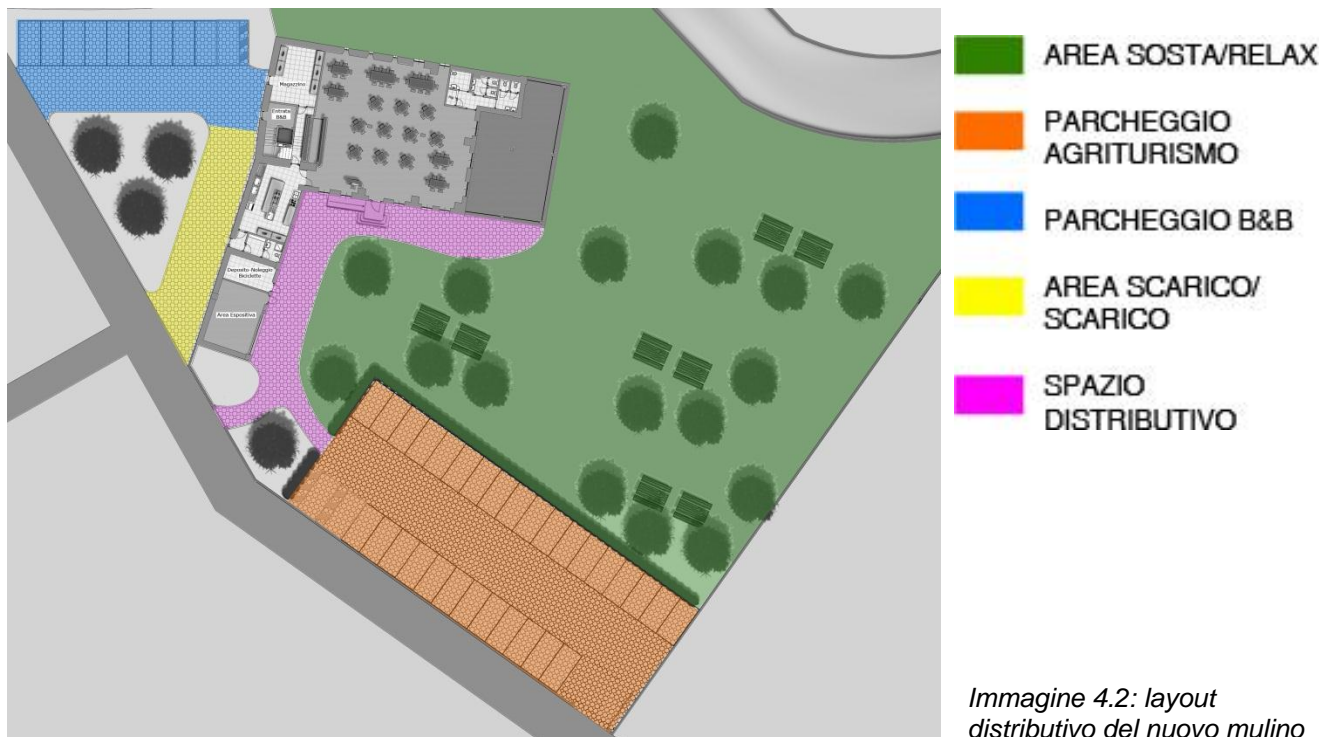 Magazzino
Entrata
B&B
Deposito-Noleggio
Biciclette
Area Espositiva
AREA SOSTA/RELAX
PARCHEGGIO
AGRITURISMO
PARCHEGGIO B&B
AREA SCARICO/
SCARICO
SPAZIO
DISTRIBUTIVO
Immagine 4.2: layout
distributivo del nuovo mulino